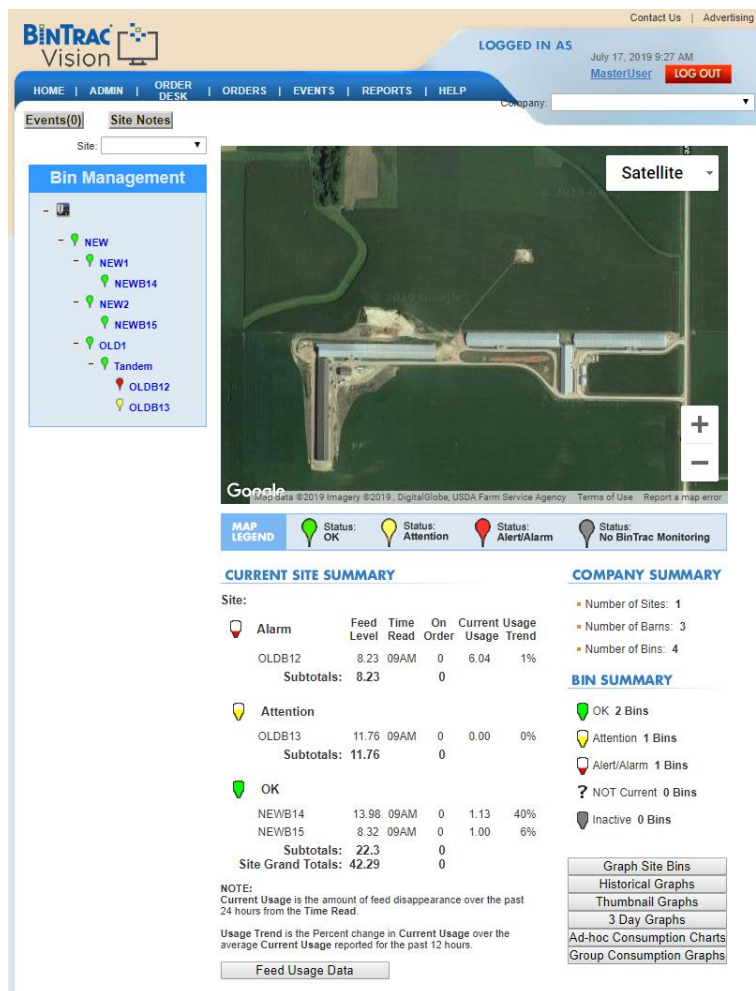 Contact Us | Advertising
BINTRAC
Vision
LOGGED IN AS
July 17, 2019 9:27 AM
MasterUser LOG OUT
HOME | ADMIN | ORDER DESK | ORDERS | EVENTS | REPORTS | HELP
Company:
Events(0) Site Notes
Site:
Bin Management
NEW
NEW1
NEWB14
NEW2
NEWB15
OLD1
Tandem
OLDB12
OLDB13
Satellite
© 2019 Google
© 2019 Google
+
−
Google
Map data ©2019 Imagery ©2019 , DigitalGlobe, USDA Farm Service Agency Terms of Use Report a map error
MAP LEGEND
Status: OK
Status: Attention
Status: Alert/Alarm
Status: No BinTrac Monitoring
CURRENT SITE SUMMARY
Site:
Alarm Feed Level Time Read On Order Current Usage Usage Trend
OLDB12 8.23 09AM 0 6.04 1%
Subtotals: 8.23 0
Attention
OLDB13 11.76 09AM 0 0.00 0%
Subtotals: 11.76 0
OK
NEWB14 13.98 09AM 0 1.13 40%
NEWB15 8.32 09AM 0 1.00 6%
Subtotals: 22.3 0
Site Grand Totals: 42.29 0
NOTE:
Current Usage is the amount of feed disappearance over the past
24 hours from the Time Read.
Usage Trend is the Percent change in Current Usage over the
average Current Usage reported for the past 12 hours.
Feed Usage Data
COMPANY SUMMARY
Number of Sites: 1
Number of Barns: 3
Number of Bins: 4
BIN SUMMARY
OK 2 Bins
Attention 1 Bins
Alert/Alarm 1 Bins
? NOT Current 0 Bins
Inactive 0 Bins
Graph Site Bins
Historical Graphs
Thumbnail Graphs
3 Day Graphs
Ad-hoc Consumption Charts
Group Consumption Graphs